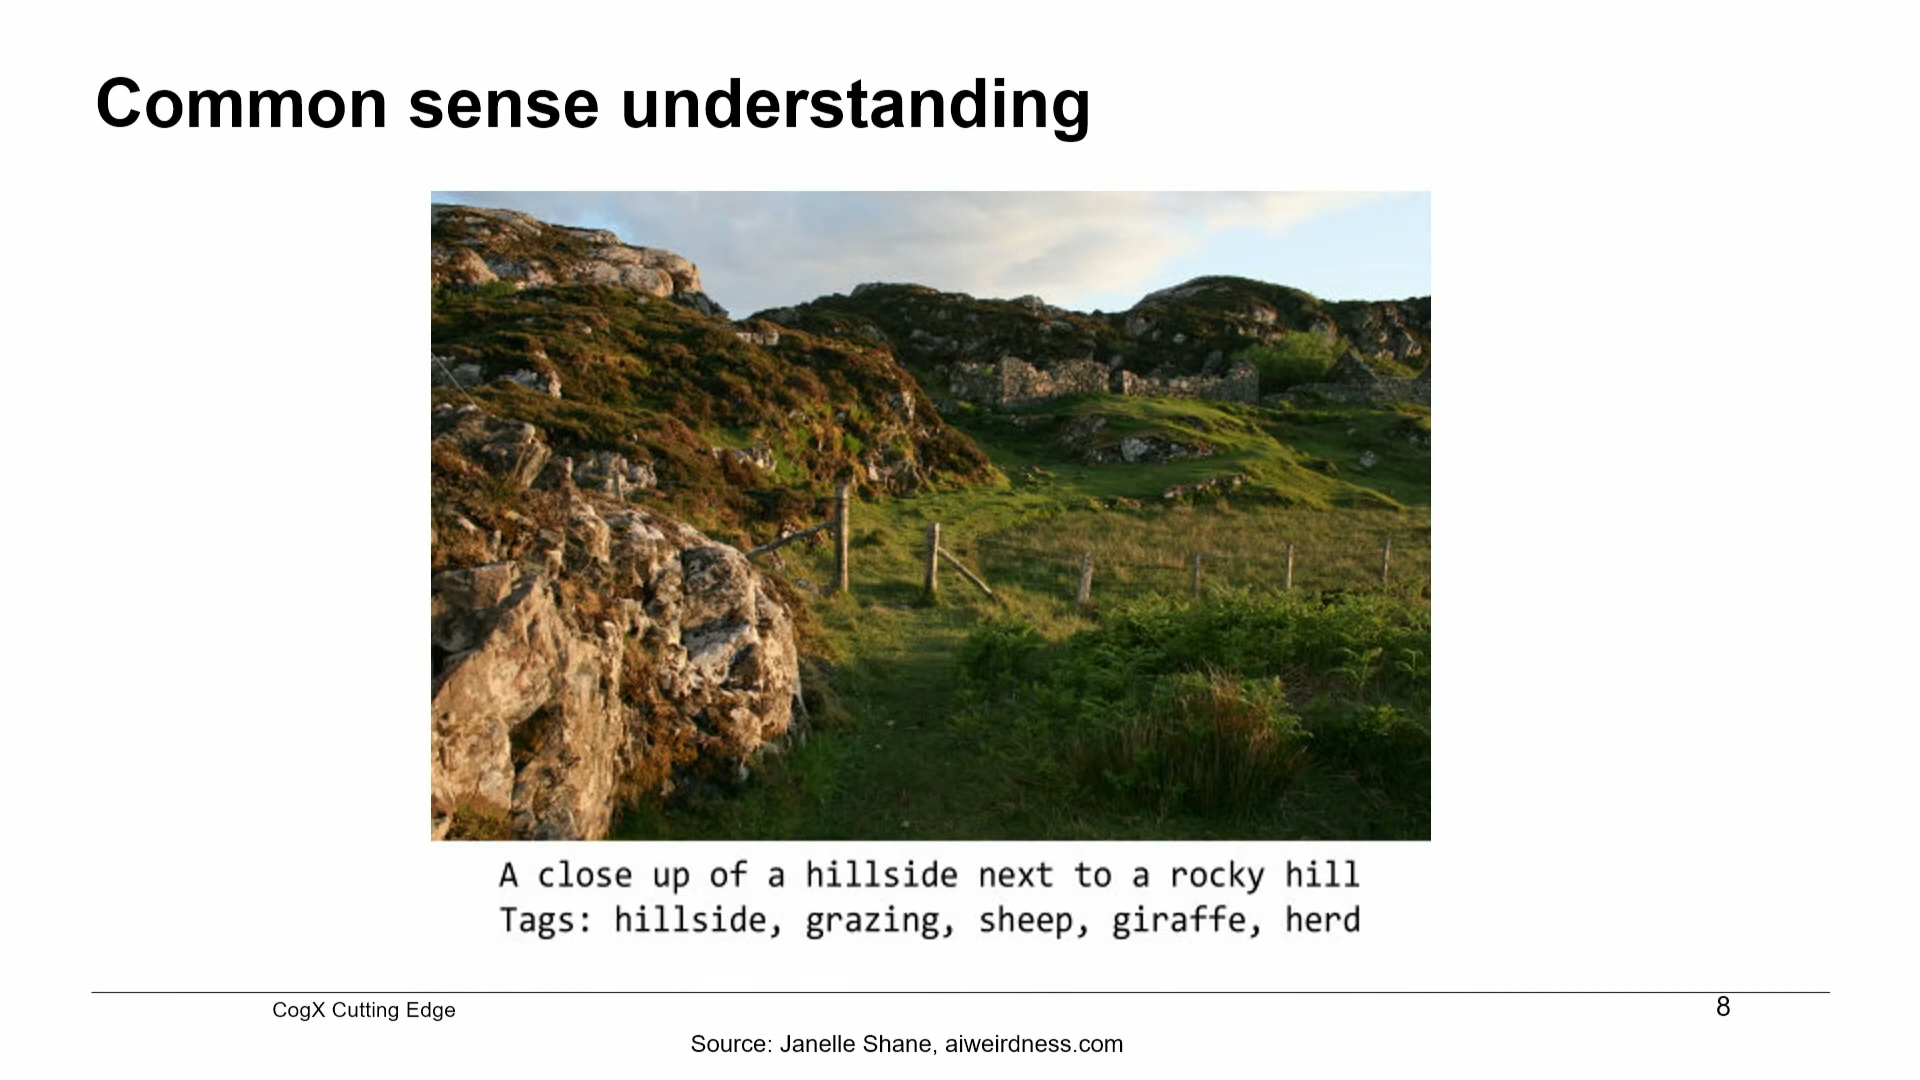 Common sense understanding
A close up of a hillside next to a rocky hill
Tags: hillside, grazing, sheep, giraffe, herd
CogX Cutting Edge
8
Source: Janelle Shane, aiweirdness.com